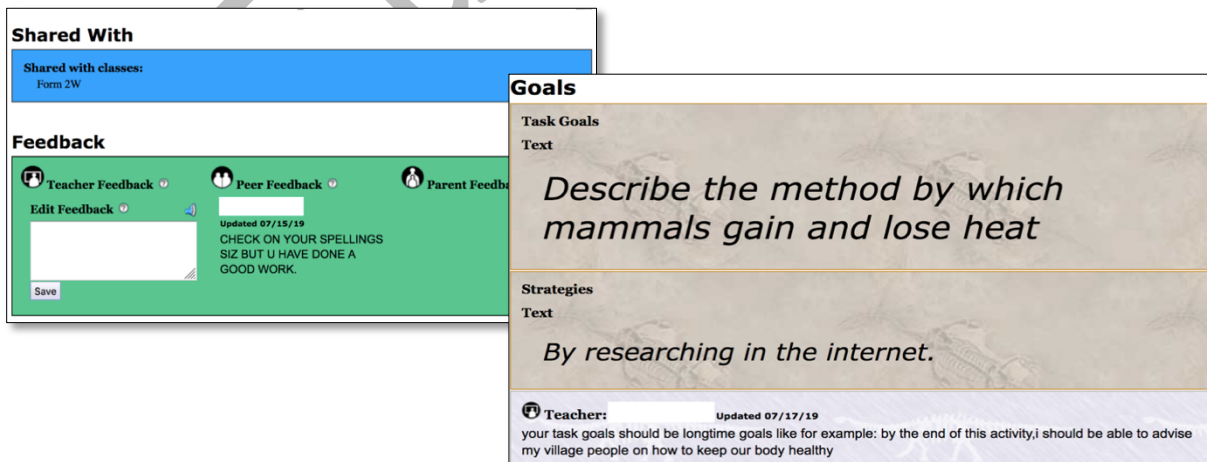 Shared With
Shared with classes:
Form 2W
Feedback
Teacher Feedback
Peer Feedback
Parent Feedba
Edit Feedback
Updated 07/15/19
CHECK ON YOUR SPELLINGS
SIZ BUT U HAVE DONE A
GOOD WORK.
Save
Goals
Task Goals
Text
Describe the method by which
mammals gain and lose heat
Strategies
Text
By researching in the internet.
Teacher:
Updated 07/17/19
your task goals should be longtime goals like for example: by the end of this activity,i should be able to advise
my village people on how to keep our body healthy